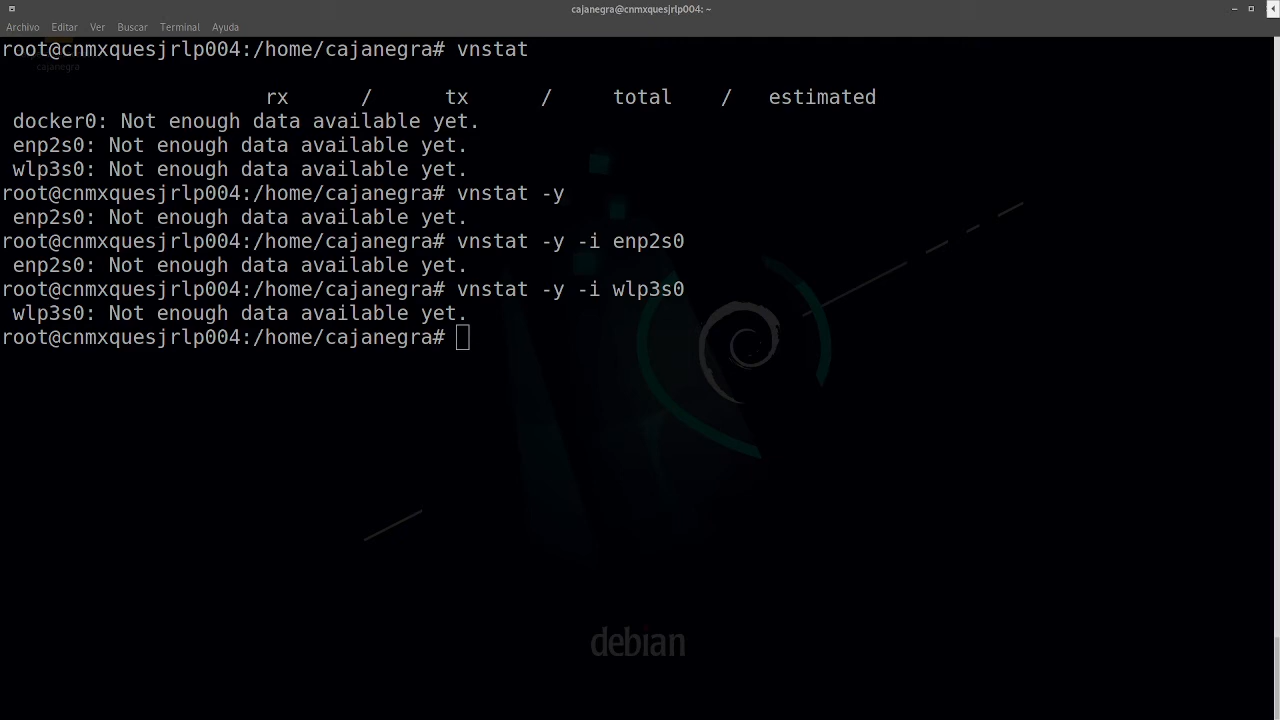 cajanegra@cnmxquesjrlp004: ~
Archivo Editar Ver Buscar Terminal Ayuda
root@cnmxquesjrlp004:/home/cajanegra# vnstat
cajanegra
rx / tx / total / estimated
docker0: Not enough data available yet.
enp2s0: Not enough data available yet.
wlp3s0: Not enough data available yet.
root@cnmxquesjrlp004:/home/cajanegra# vnstat -y
enp2s0: Not enough data available yet.
root@cnmxquesjrlp004:/home/cajanegra# vnstat -y -i enp2s0
enp2s0: Not enough data available yet.
root@cnmxquesjrlp004:/home/cajanegra# vnstat -y -i wlp3s0
wlp3s0: Not enough data available yet.
root@cnmxquesjrlp004:/home/cajanegra#
debian